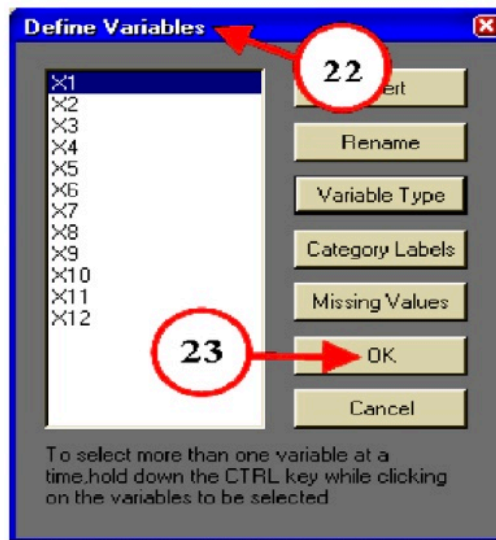 Define Variables
22
ert
X1
X2
X3
X4
X5
X6
X7
X8
X9
X10
X11
X12
Rename
Variable Type
Category Labels
Missing Values
23
OK
Cancel
To select more than one variable at a
time,hold down the CTRL key while clicking
on the variables to be selected